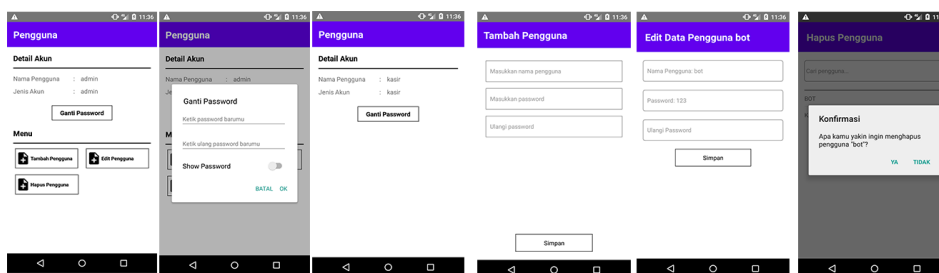 11:36
Pengguna
Detail Akun
Nama Pengguna : admin
Jenis Akun : admin
Ganti Password
Menu
Tambah Pengguna
Edit Pengguna
Hapus Pengguna
11:36
Pengguna
Detail Akun
Nama Pengguna : admin
Je
Ganti Password
Ketik password barumu
Ketik ulang password barumu
Show Password
BATAL OK
M
11:36
Pengguna
Detail Akun
Nama Pengguna : kasir
Jenis Akun : kasir
Ganti Password
11:36
Tambah Pengguna
Masukkan nama pengguna
Masukkan password
Ulangi password
Simpan
11:36
Edit Data Pengguna bot
Nama Pengguna: bot
Password: 123
Ulangi Password
Simpan
11
Hapus Pengguna
Cari pengguna...
BOT
K
Konfirmasi
Apa kamu yakin ingin menghapus
pengguna "bot"?
YA TIDAK